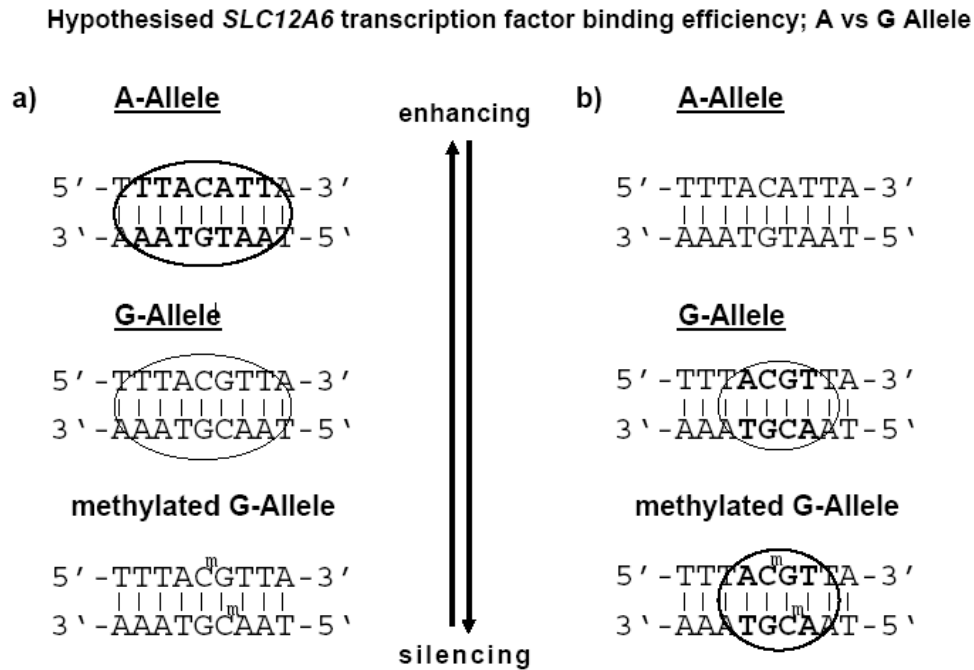 Hypothesised SLC12A6 transcription factor binding efficiency; A vs G Allele
a)
A-Allele
5′-TTTACATTA-3′
3‵-AAATGTAAT-5‵
G-Allele
5′-TTTACGTTA-3′
3‵-AAATGCAAT-5‵
methylated G-Allele
m
5′-TTTACGTTA-3′
m
3‵-AAATGCAAT-5‵
enhancing
silencing
b)
A-Allele
5′-TTTACATTA-3′
3‵-AAATGTAAT-5‵
G-Allele
5′-TTTACGTTA-3′
3‵-AAATGCAAT-5‵
methylated G-Allele
m
5′-TTTACGTTA-3′
m
3‵-AAATGCAAT-5‵